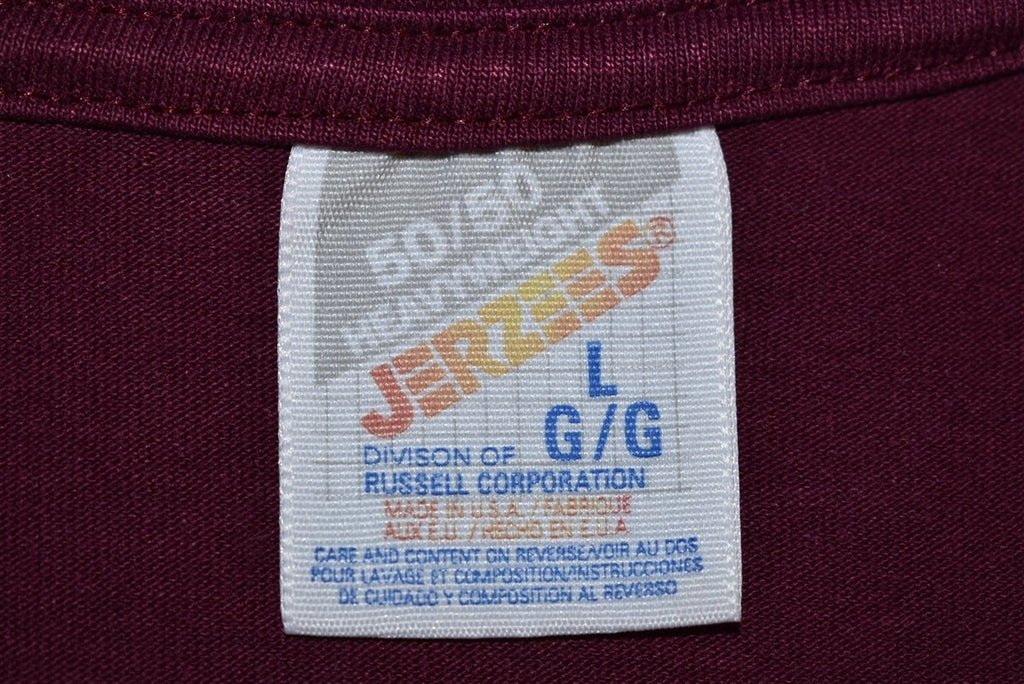 50/50
HEAVYWEIGHT
JERZEES®
L
G/G
DIVISON OF
RUSSELL CORPORATION
MADE IN U.S.A. / FABRIQUE
AUX E.U. / HECHO EN E.U.A.
CARE AND CONTENT ON REVERSE/VOIR AU DOS
POUR LAVAGE ET COMPOSITION/INSTRUCCIONES
DE CUIDADO Y COMPOSITION AL REVERSO